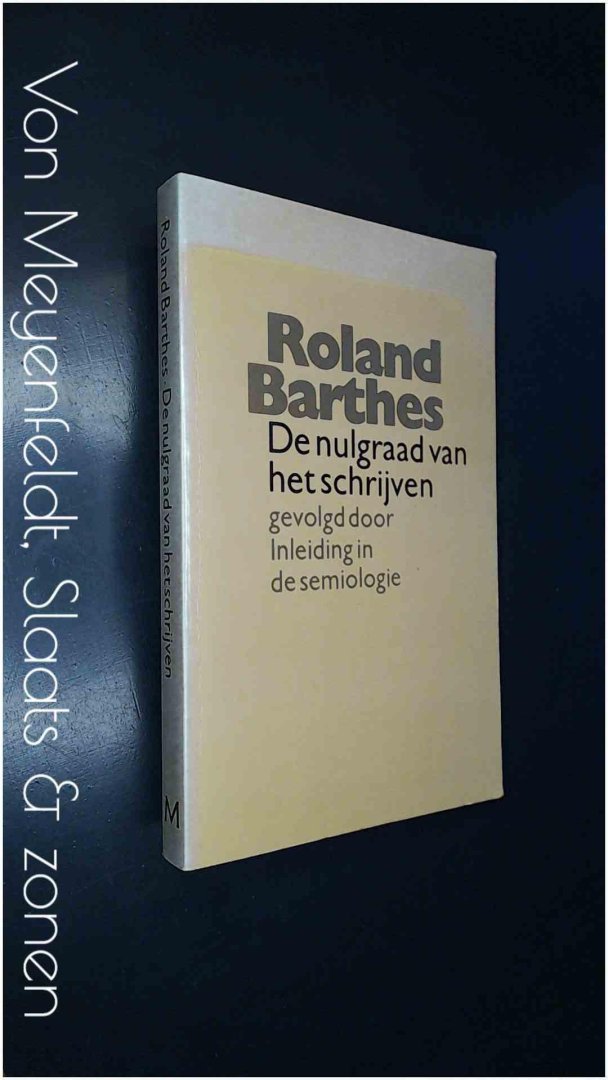 Von Meyenfeldt, Slaats & zonen
Roland Barthes · De nulgraad van het schrijven
M
Roland
Barthes
De nulgraad van
het schrijven
gevolgd door
Inleiding in
de semiologie